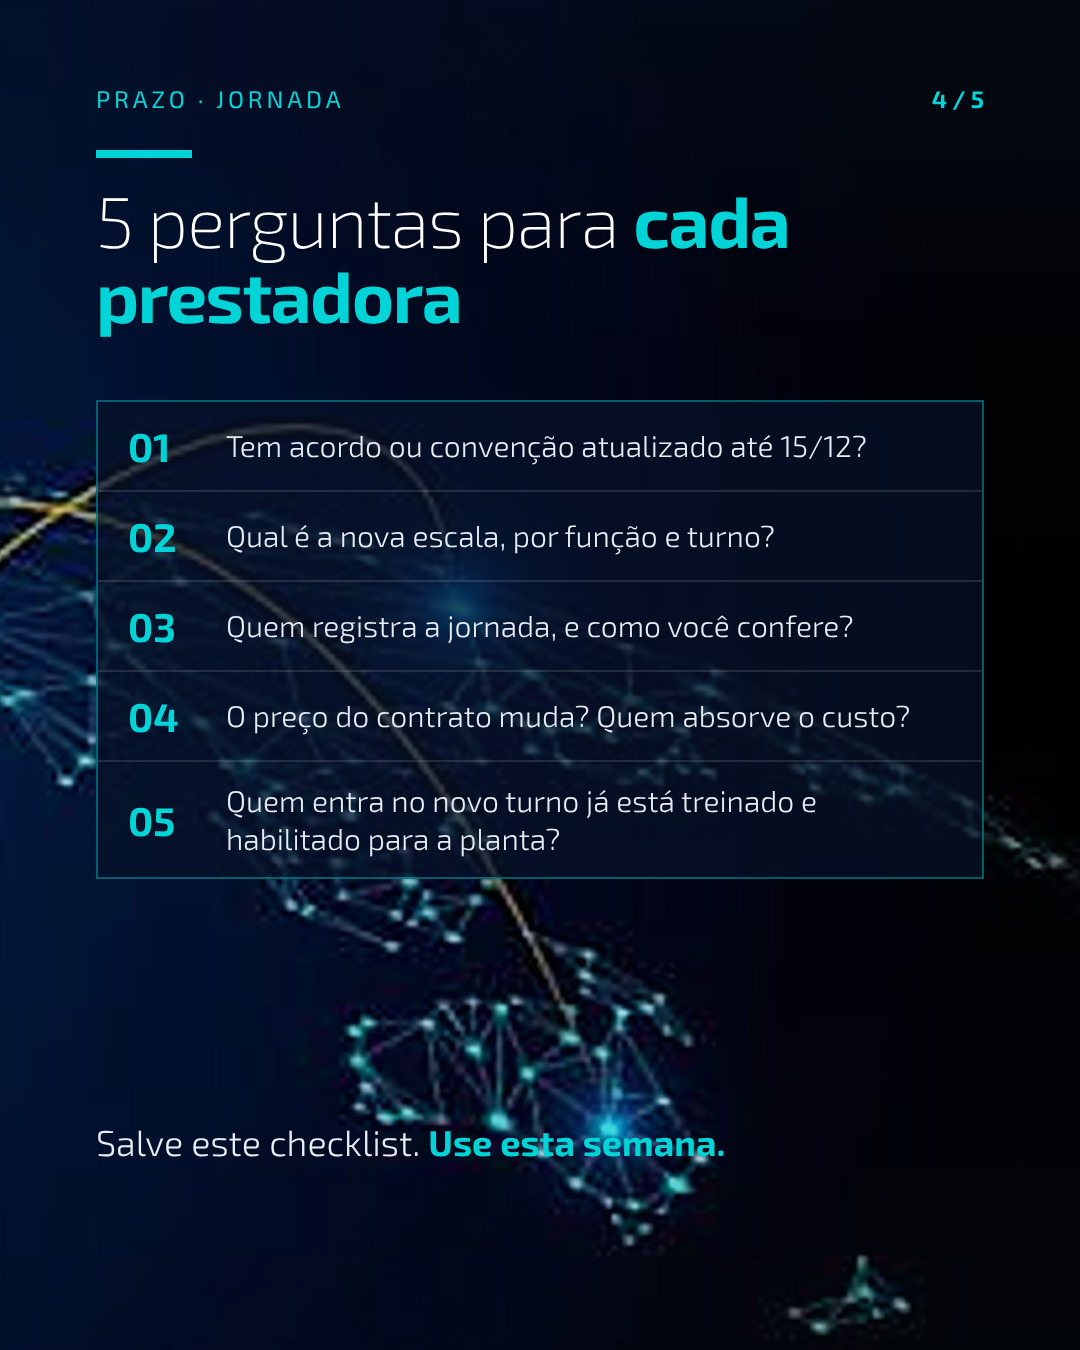 PRAZO · JORNADA
4 / 5
5 perguntas para cada
prestadora
01 Tem acordo ou convenção atualizado até 15/12?
02 Qual é a nova escala, por função e turno?
03 Quem registra a jornada, e como você confere?
04 O preço do contrato muda? Quem absorve o custo?
05 Quem entra no novo turno já está treinado e
habilitado para a planta?
Salve este checklist. Use esta semana.